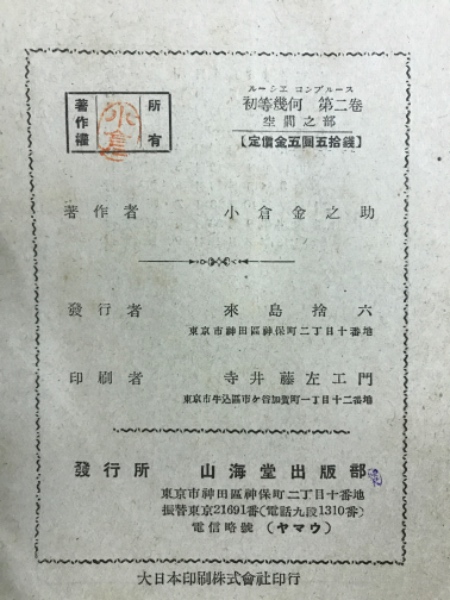 ルーシエ コンブルース
初等幾何 第二卷
空間之部
【定價金五圓五拾錢】
著作權
所有
小倉
著作者 小倉金之助
發行者 來島捨六
東京市神田區神保町二丁目十番地
印刷者 寺井藤左工門
東京市牛込區市ケ谷加賀町一丁目十二番地
發行所 山海堂出版部
東京市神田區神保町二丁目十番地
振替東京21691番(電話九段1310番)
電信略號 (ヤマウ)
大日本印刷株式會社印行